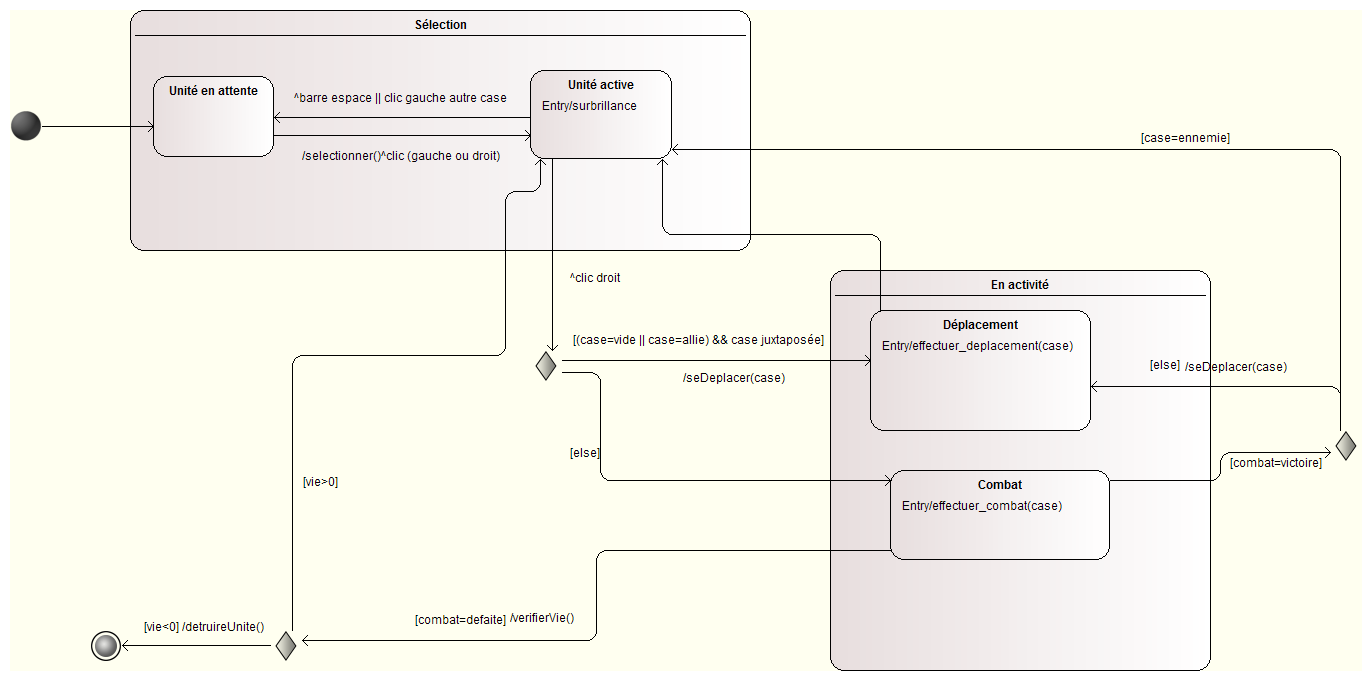 Sélection
Unité en attente
Unité active
Entry/surbrillance
^barre espace || clic gauche autre case
/selectionner()^clic (gauche ou droit)
[case=ennemie]
^clic droit
En activité
Déplacement
Entry/effectuer_deplacement(case)
[(case=vide || case=allie) && case juxtaposée]
/seDeplacer(case)
[else] /seDeplacer(case)
[else]
[combat=victoire]
Combat
Entry/effectuer_combat(case)
[vie>0]
[combat=defaite] /verifierVie()
[vie<0] /detruireUnite()